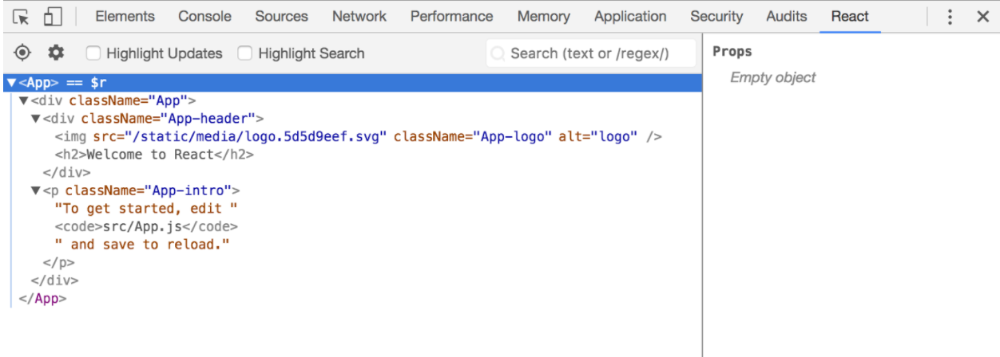 Elements Console Sources Network Performance Memory Application Security Audits React
Highlight Updates Highlight Search Search (text or /regex/)
Props
Empty object
<App> == $r
<div className="App">
<div className="App-header">
<img src="/static/media/logo.5d5d9eef.svg" className="App-logo" alt="logo" />
<h2>Welcome to React</h2>
</div>
<p className="App-intro">
"To get started, edit "
<code>src/App.js</code>
" and save to reload."
</p>
</div>
</App>